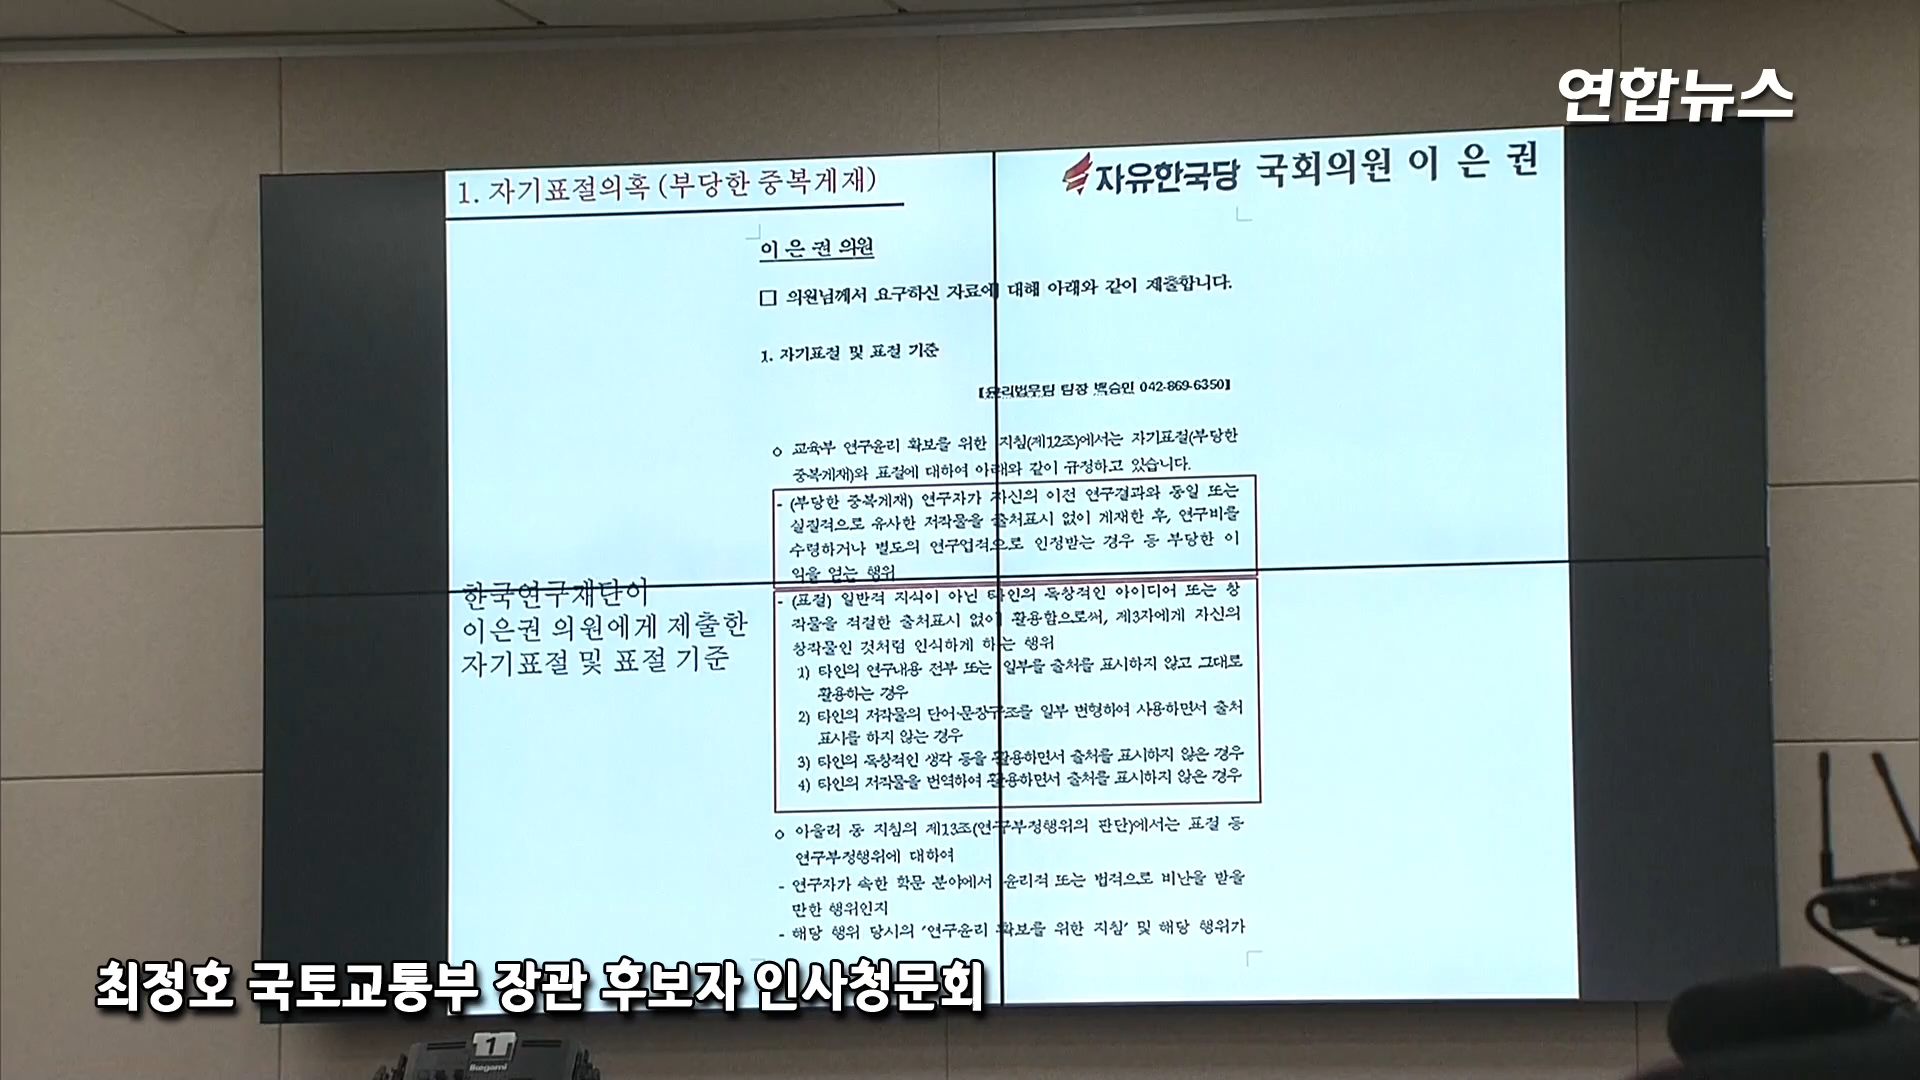 연합뉴스
1. 자기표절의혹 (부당한 중복게재)
자유한국당 국회의원 이 은 권
이 은 권 의원
□ 의원님께서 요구하신 자료에 대해 아래와 같이 제출합니다.
1. 자기표절 및 표절 기준
【윤리법무팀 팀장 백승민 042-869-6350】
○ 교육부 연구윤리 확보를 위한 지침(제12조)에서는 자기표절(부당한
중복게재)와 표절에 대하여 아래와 같이 규정하고 있습니다.
- (부당한 중복게재) 연구자가 자신의 이전 연구결과와 동일 또는
실질적으로 유사한 저작물을 출처표시 없이 게재한 후, 연구비를
수령하거나 별도의 연구업적으로 인정받는 경우 등 부당한 이
익을 얻는 행위
- (표절) 일반적 지식이 아닌 타인의 독창적인 아이디어 또는 창
작물을 적절한 출처표시 없이 활용함으로써, 제3자에게 자신의
창작물인 것처럼 인식하게 하는 행위
1) 타인의 연구내용 전부 또는 일부를 출처를 표시하지 않고 그대로
활용하는 경우
2) 타인의 저작물의 단어·문장구조를 일부 변형하여 사용하면서 출처
표시를 하지 않는 경우
3) 타인의 독창적인 생각 등을 활용하면서 출처를 표시하지 않은 경우
4) 타인의 저작물을 번역하여 활용하면서 출처를 표시하지 않은 경우
○ 아울러 동 지침의 제13조(연구부정행위의 판단)에서는 표절 등
연구부정행위에 대하여
- 연구자가 속한 학문 분야에서 윤리적 또는 법적으로 비난을 받을
만한 행위인지
- 해당 행위 당시의 '연구윤리 확보를 위한 지침' 및 해당 행위가
한국연구재단이
이은권 의원에게 제출한
자기표절 및 표절 기준
최정호 국토교통부 장관 후보자 인사청문회
1
Ikegami